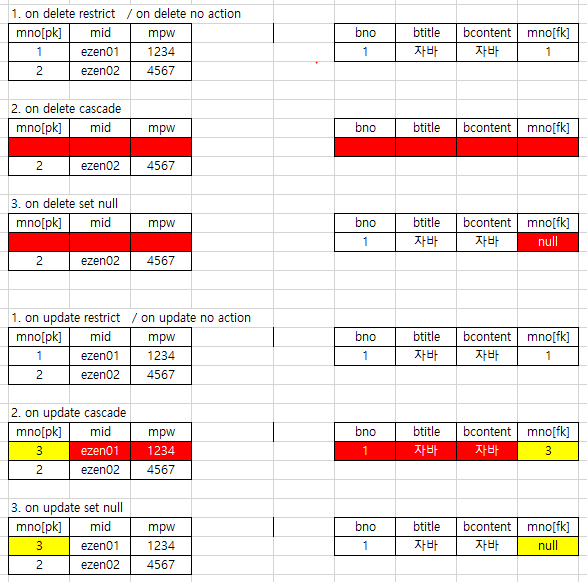 1. on delete restrict / on delete no action
mno[pk] mid mpw bno btitle bcontent mno[fk]
1 ezen01 1234 1 자바 자바 1
2 ezen02 4567
2. on delete cascade
mno[pk] mid mpw bno btitle bcontent mno[fk]
2 ezen02 4567
3. on delete set null
mno[pk] mid mpw bno btitle bcontent mno[fk]
1 자바 자바 null
2 ezen02 4567
1. on update restrict / on update no action
mno[pk] mid mpw bno btitle bcontent mno[fk]
1 ezen01 1234 1 자바 자바 1
2 ezen02 4567
2. on update cascade
mno[pk] mid mpw bno btitle bcontent mno[fk]
3 ezen01 1234 1 자바 자바 3
2 ezen02 4567
3. on update set null
mno[pk] mid mpw bno btitle bcontent mno[fk]
3 ezen01 1234 1 자바 자바 null
2 ezen02 4567